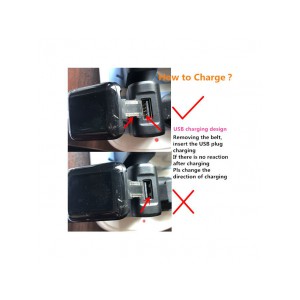 How to Charge ?
USB charging design
Removing the belt,
insert the USB plug
charging
If there is no reaction
after charging
Pls change the
direction of charging